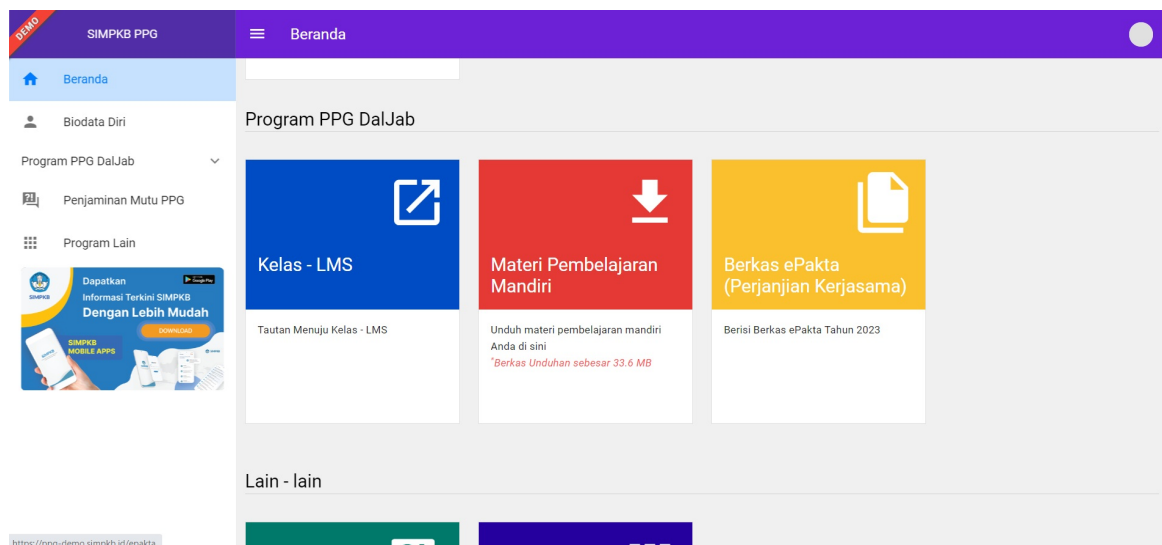 DEMO
SIMPKB PPG
Beranda
Beranda
Biodata Diri
Program PPG DalJab
Penjaminan Mutu PPG
Program Lain
SIMPKB
Dapatkan
Google Play
Informasi Terkini SIMPKB
Dengan Lebih Mudah
DOWNLOAD
SIMPKB
MOBILE APPS
Program PPG DalJab
Kelas - LMS
Tautan Menuju Kelas - LMS
Materi Pembelajaran
Mandiri
Unduh materi pembelajaran mandiri
Anda di sini
*Berkas Unduhan sebesar 33.6 MB
Berkas ePakta
(Perjanjian Kerjasama)
Berisi Berkas ePakta Tahun 2023
Lain - lain
https://ppg-demo.simpkb.id/epakta